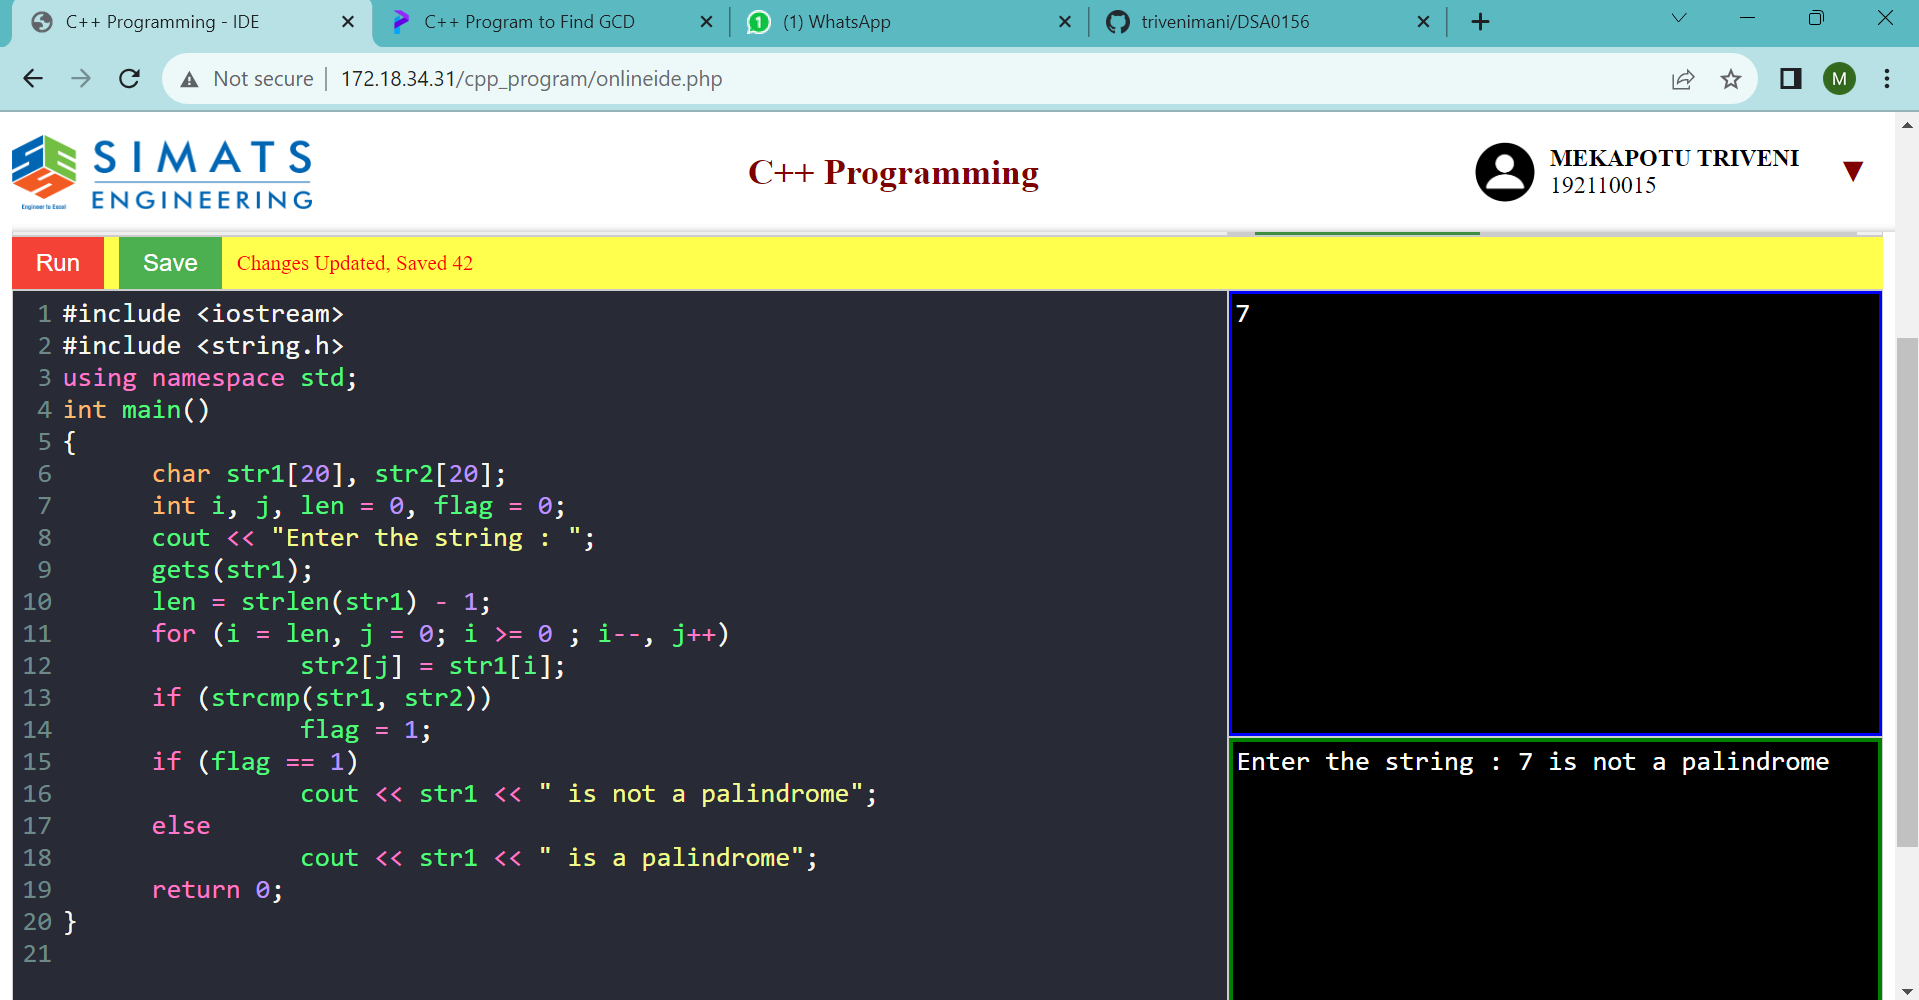 C++ Programming - IDE
C++ Program to Find GCD
(1) WhatsApp
trivenimani/DSA0156
Not secure
172.18.34.31/cpp_program/onlineide.php
M
SIMATS
ENGINEERING
Engineer to Excel
C++ Programming
MEKAPOTU TRIVENI
192110015
Run
Save
Changes Updated, Saved 42
1 #include <iostream>
2 #include <string.h>
3 using namespace std;
4 int main()
5 {
6 char str1[20], str2[20];
7 int i, j, len = 0, flag = 0;
8 cout << "Enter the string : ";
9 gets(str1);
10 len = strlen(str1) - 1;
11 for (i = len, j = 0; i >= 0 ; i--, j++)
12 str2[j] = str1[i];
13 if (strcmp(str1, str2))
14 flag = 1;
15 if (flag == 1)
16 cout << str1 << " is not a palindrome";
17 else
18 cout << str1 << " is a palindrome";
19 return 0;
20 }
21
7
Enter the string : 7 is not a palindrome